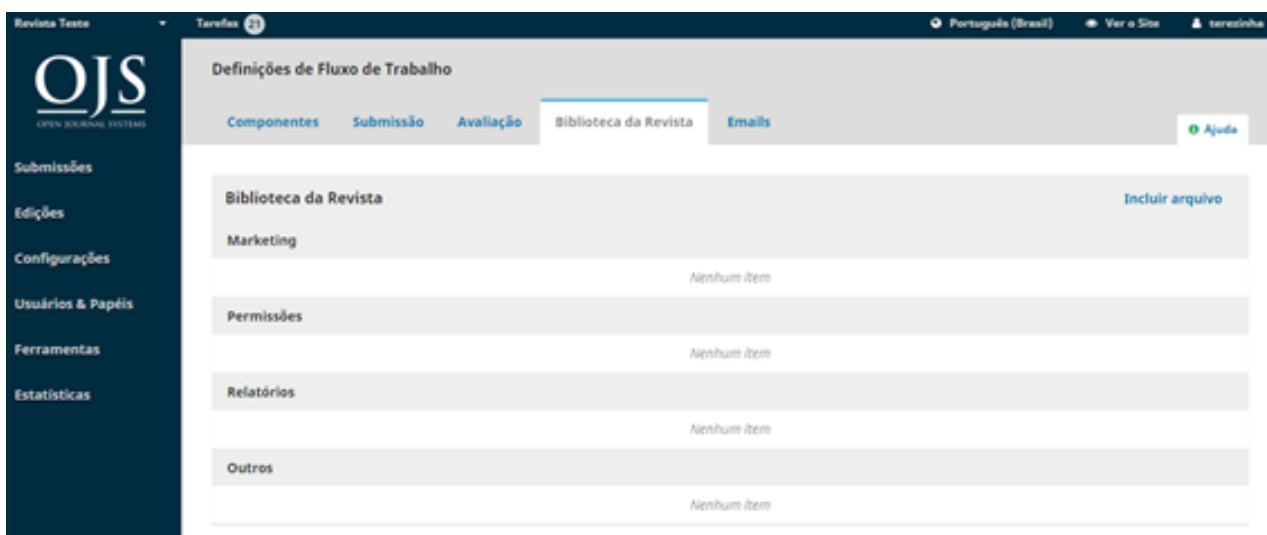 Revista Teste Tarefas 21 Português (Brasil) Ver o Site terezinha
OJS
OPEN JOURNAL SYSTEMS
Submissões
Edições
Configurações
Usuários & Papéis
Ferramentas
Estatísticas
Definições de Fluxo de Trabalho
Componentes Submissão Avaliação Biblioteca da Revista Emails
Ajuda
Biblioteca da Revista Incluir arquivo
Marketing
Nenhum item
Permissões
Nenhum item
Relatórios
Nenhum item
Outros
Nenhum item